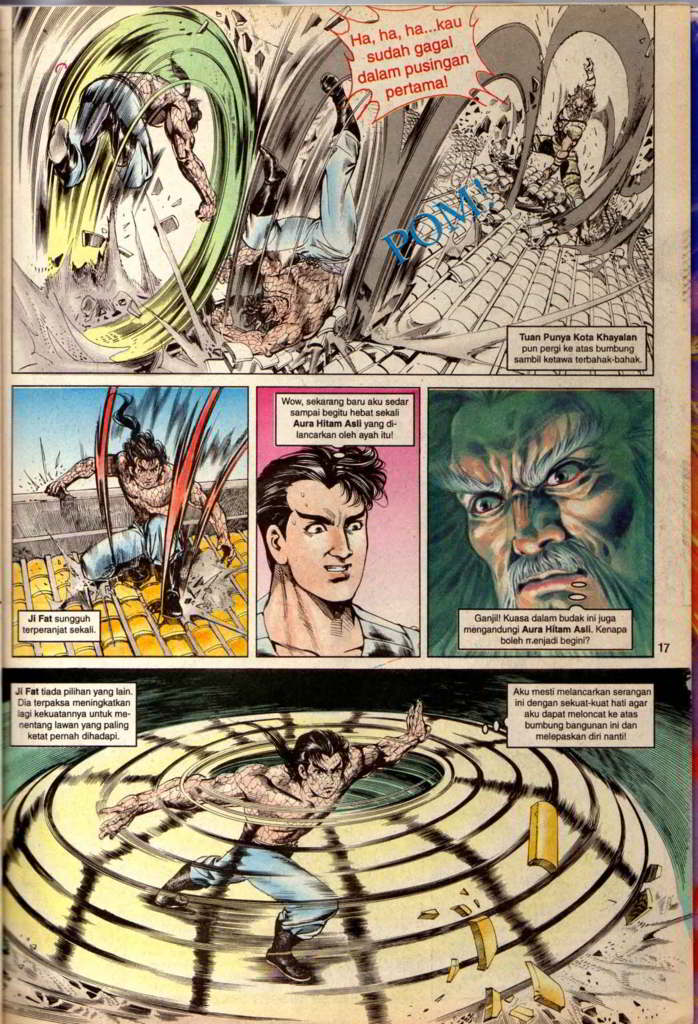 Ha, ha, ha...kau
sudah gagal
dalam pusingan
pertama!
POM!
Tuan Punya Kota Khayalan
pun pergi ke atas bumbung
sambil ketawa terbahak-bahak.
Ji Fat sungguh
terperanjat sekali.
Wow, sekarang baru aku sedar
sampai begitu hebat sekali
Aura Hitam Asli yang di-
lancarkan oleh ayah itu!
Ganjil! Kuasa dalam budak ini juga
mengandungi Aura Hitam Asli. Kenapa
boleh menjadi begini?
17
Ji Fat tiada pilihan yang lain.
Dia terpaksa meningkatkan
lagi kekuatannya untuk me-
nentang lawan yang paling
ketat pernah dihadapi.
Aku mesti melancarkan serangan
ini dengan sekuat-kuat hati agar
aku dapat meloncat ke atas
bumbung bangunan ini dan
melepaskan diri nanti!